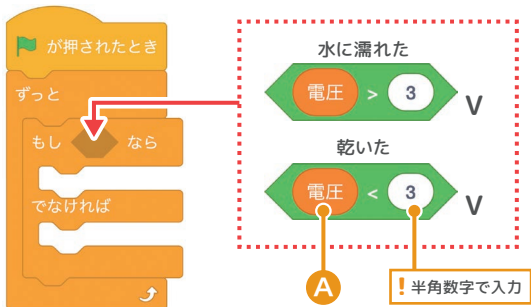 が押されたとき
ずっと
もし なら
でなければ
水に濡れた
電圧 > 3 V
乾いた
電圧 < 3 V
A
! 半角数字で入力